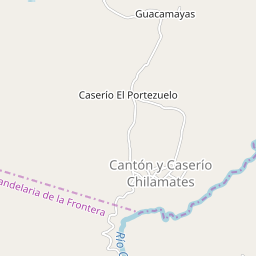 Guacamayas
Caserio El Portezuelo
Cantón y Caserío
Chilamates
andelaria de la Frontera
Río